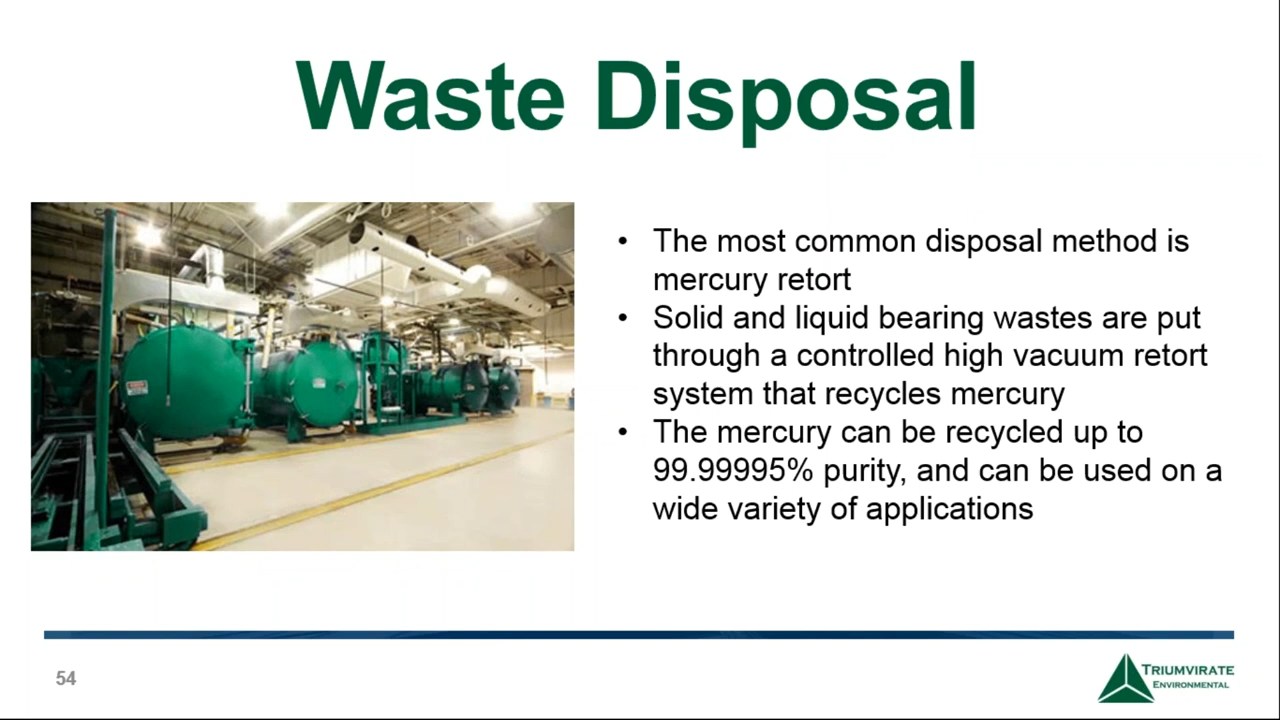 Waste Disposal
• The most common disposal method is
mercury retort
• Solid and liquid bearing wastes are put
through a controlled high vacuum retort
system that recycles mercury
• The mercury can be recycled up to
99.99995% purity, and can be used on a
wide variety of applications
54
TRIUMVIRATE
ENVIRONMENTAL